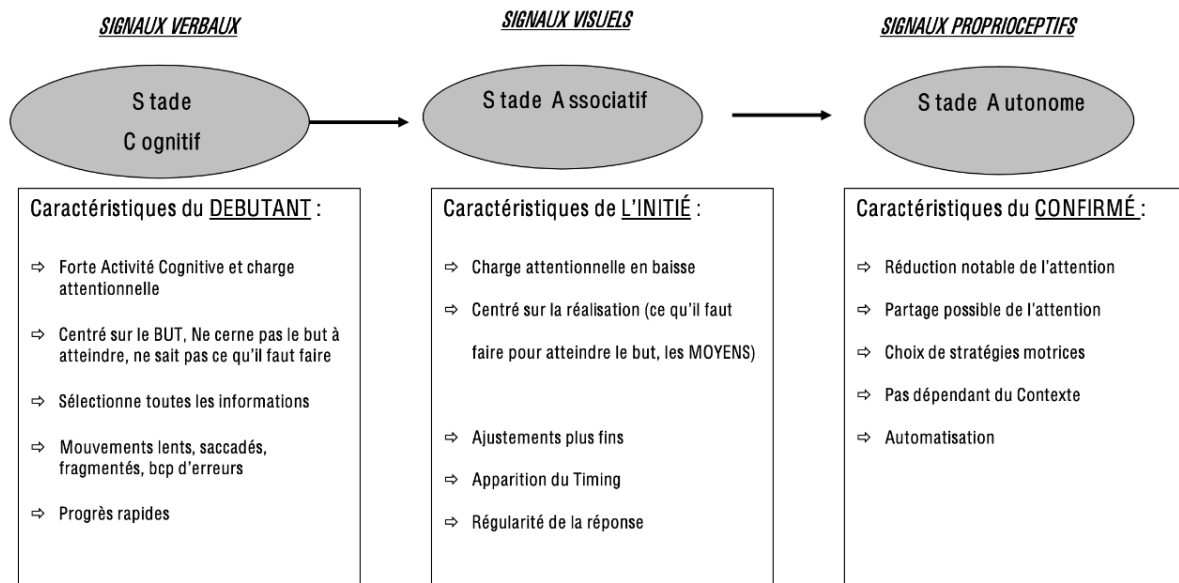 SIGNAUX VERBAUX
SIGNAUX VISUELS
SIGNAUX PROPRIOCEPTIFS
Stade
Cognitif
Stade Associatif
Stade Autonome
Caractéristiques du DEBUTANT :
⇨ Forte Activité Cognitive et charge
attentionnelle
⇨ Centré sur le BUT, Ne cerne pas le but à
atteindre, ne sait pas ce qu'il faut faire
⇨ Sélectionne toutes les informations
⇨ Mouvements lents, saccadés,
fragmentés, bcp d'erreurs
⇨ Progrès rapides
Caractéristiques de L'INITIÉ :
⇨ Charge attentionnelle en baisse
⇨ Centré sur la réalisation (ce qu'il faut
faire pour atteindre le but, les MOYENS)
⇨ Ajustements plus fins
⇨ Apparition du Timing
⇨ Régularité de la réponse
Caractéristiques du CONFIRMÉ :
⇨ Réduction notable de l'attention
⇨ Partage possible de l'attention
⇨ Choix de stratégies motrices
⇨ Pas dépendant du Contexte
⇨ Automatisation